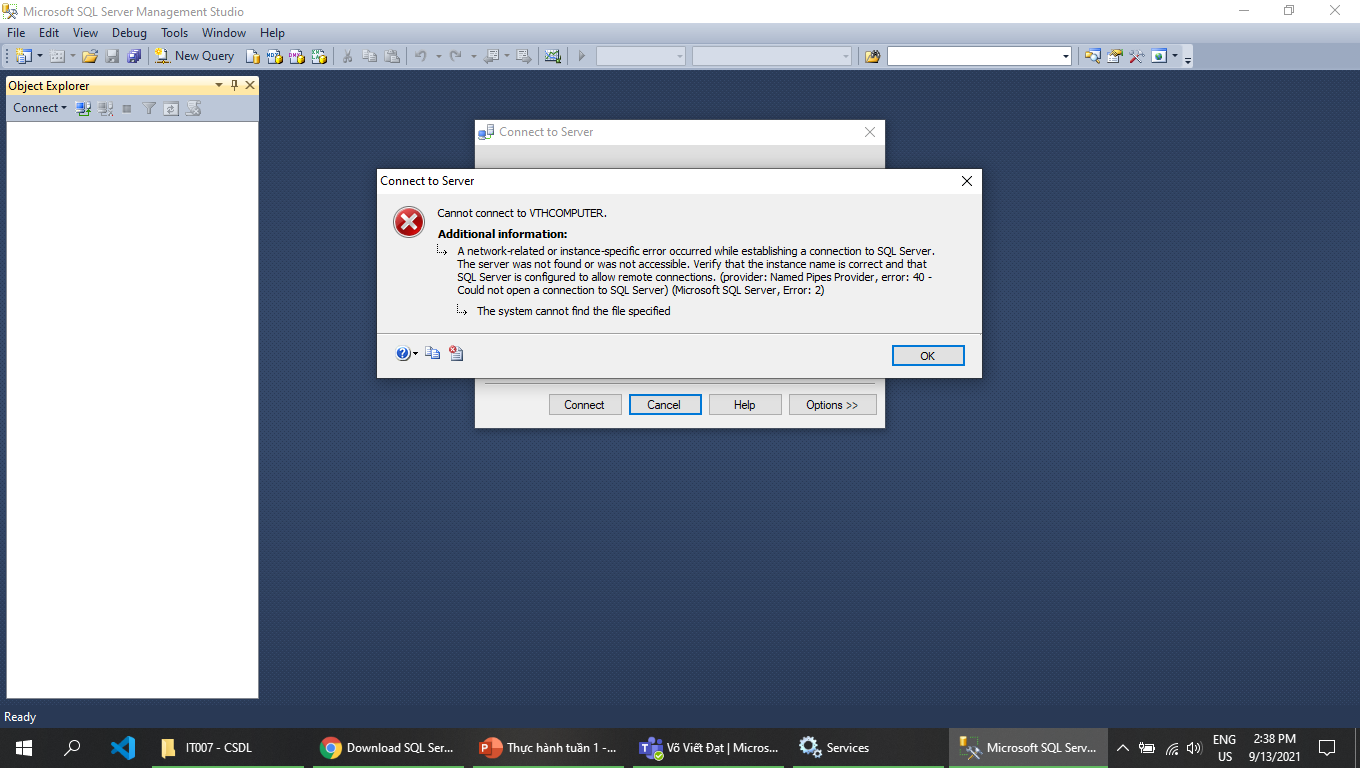 Microsoft SQL Server Management Studio
File Edit View Debug Tools Window Help
New Query
Object Explorer
Connect
Connect to Server
Connect to Server
Cannot connect to VTHCOMPUTER.
Additional information:
A network-related or instance-specific error occurred while establishing a connection to SQL Server.
The server was not found or was not accessible. Verify that the instance name is correct and that
SQL Server is configured to allow remote connections. (provider: Named Pipes Provider, error: 40 -
Could not open a connection to SQL Server) (Microsoft SQL Server, Error: 2)
The system cannot find the file specified
OK
Connect Cancel Help Options >>
Ready
IT007 - CSDL
Download SQL Ser...
Thực hành tuần 1 -...
Võ Viết Đạt | Micros...
Services
Microsoft SQL Serv...
ENG
US
2:38 PM
9/13/2021